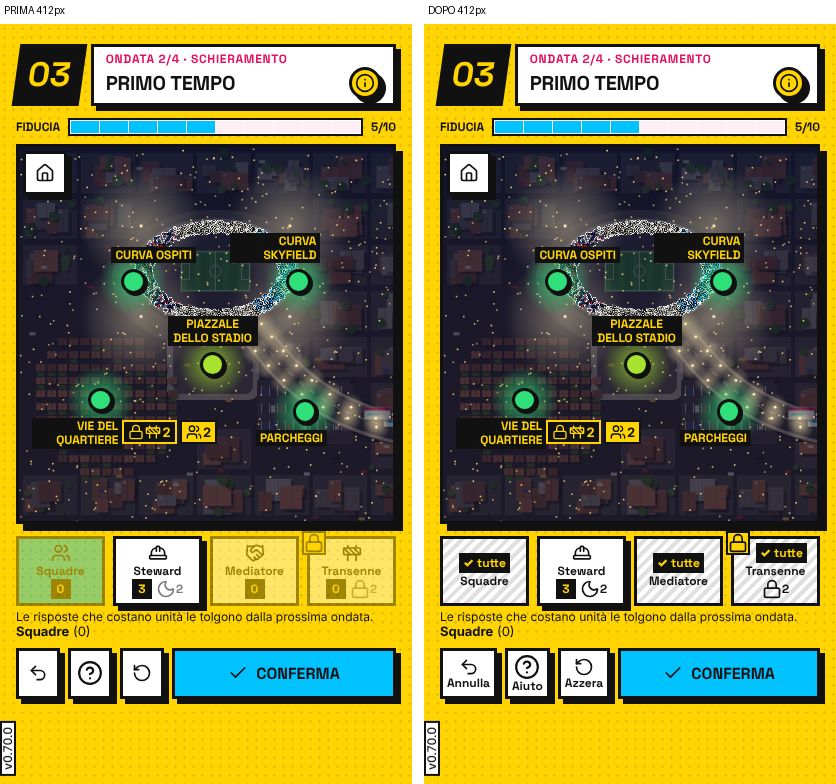 PRIMA 412px
03
ONDATA 2/4 · SCHIERAMENTO
PRIMO TEMPO
FIDUCIA
5/10
CURVA OSPITI
CURVA
SKYFIELD
PIAZZALE
DELLO STADIO
VIE DEL
QUARTIERE
2
2
PARCHEGGI
Squadre
0
Steward
3
2
Mediatore
0
Transenne
0
2
Le risposte che costano unità le tolgono dalla prossima ondata.
Squadre (0)
CONFERMA
v0.70.0
DOPO 412px
03
ONDATA 2/4 · SCHIERAMENTO
PRIMO TEMPO
FIDUCIA
5/10
CURVA OSPITI
CURVA
SKYFIELD
PIAZZALE
DELLO STADIO
VIE DEL
QUARTIERE
2
2
PARCHEGGI
✓ tutte
Squadre
Steward
3
2
✓ tutte
Mediatore
✓ tutte
Transenne
2
Le risposte che costano unità le tolgono dalla prossima ondata.
Squadre (0)
Annulla
Aiuto
Azzera
CONFERMA
v0.70.0